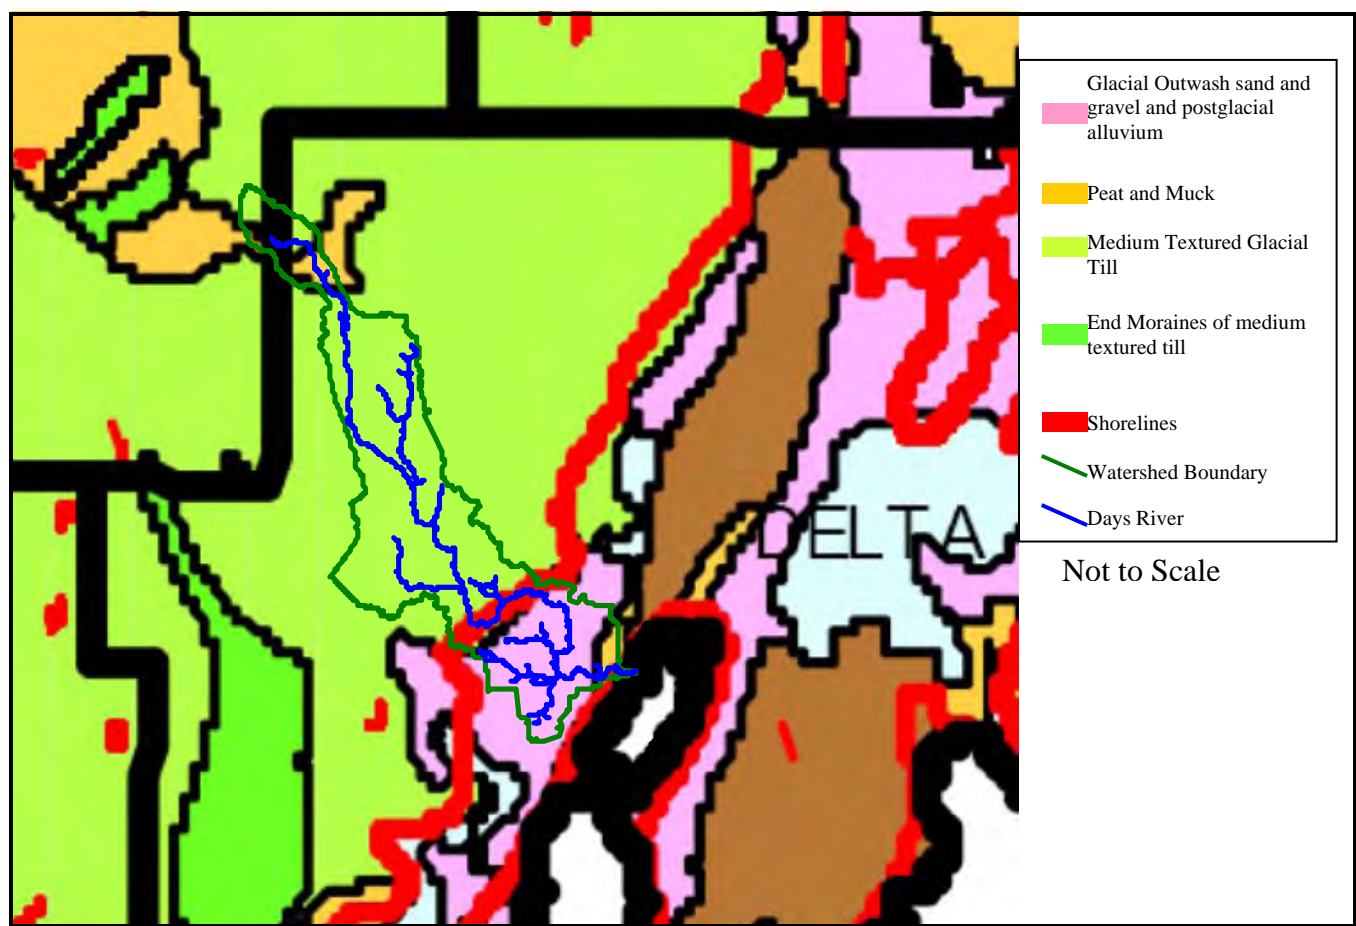 Glacial Outwash sand and
gravel and postglacial
alluvium
Peat and Muck
Medium Textured Glacial
Till
End Moraines of medium
textured till
Shorelines
Watershed Boundary
Days River
DELTA
Not to Scale